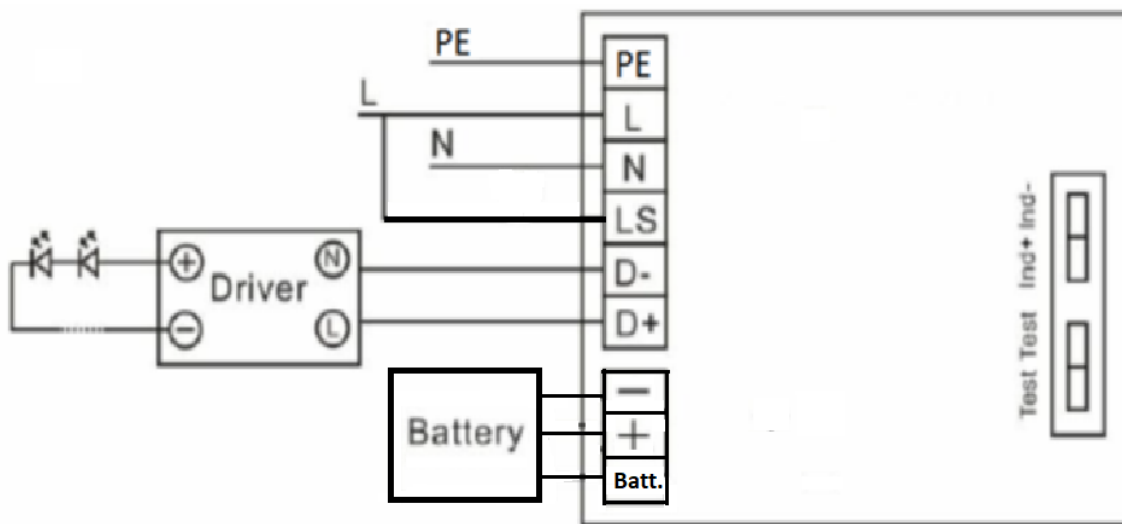 PE
PE
L
L
N
N
LS
D-
D+
N
Driver
L
+
−
Battery
−
+
Batt.
Ind+ Ind-
Test Test